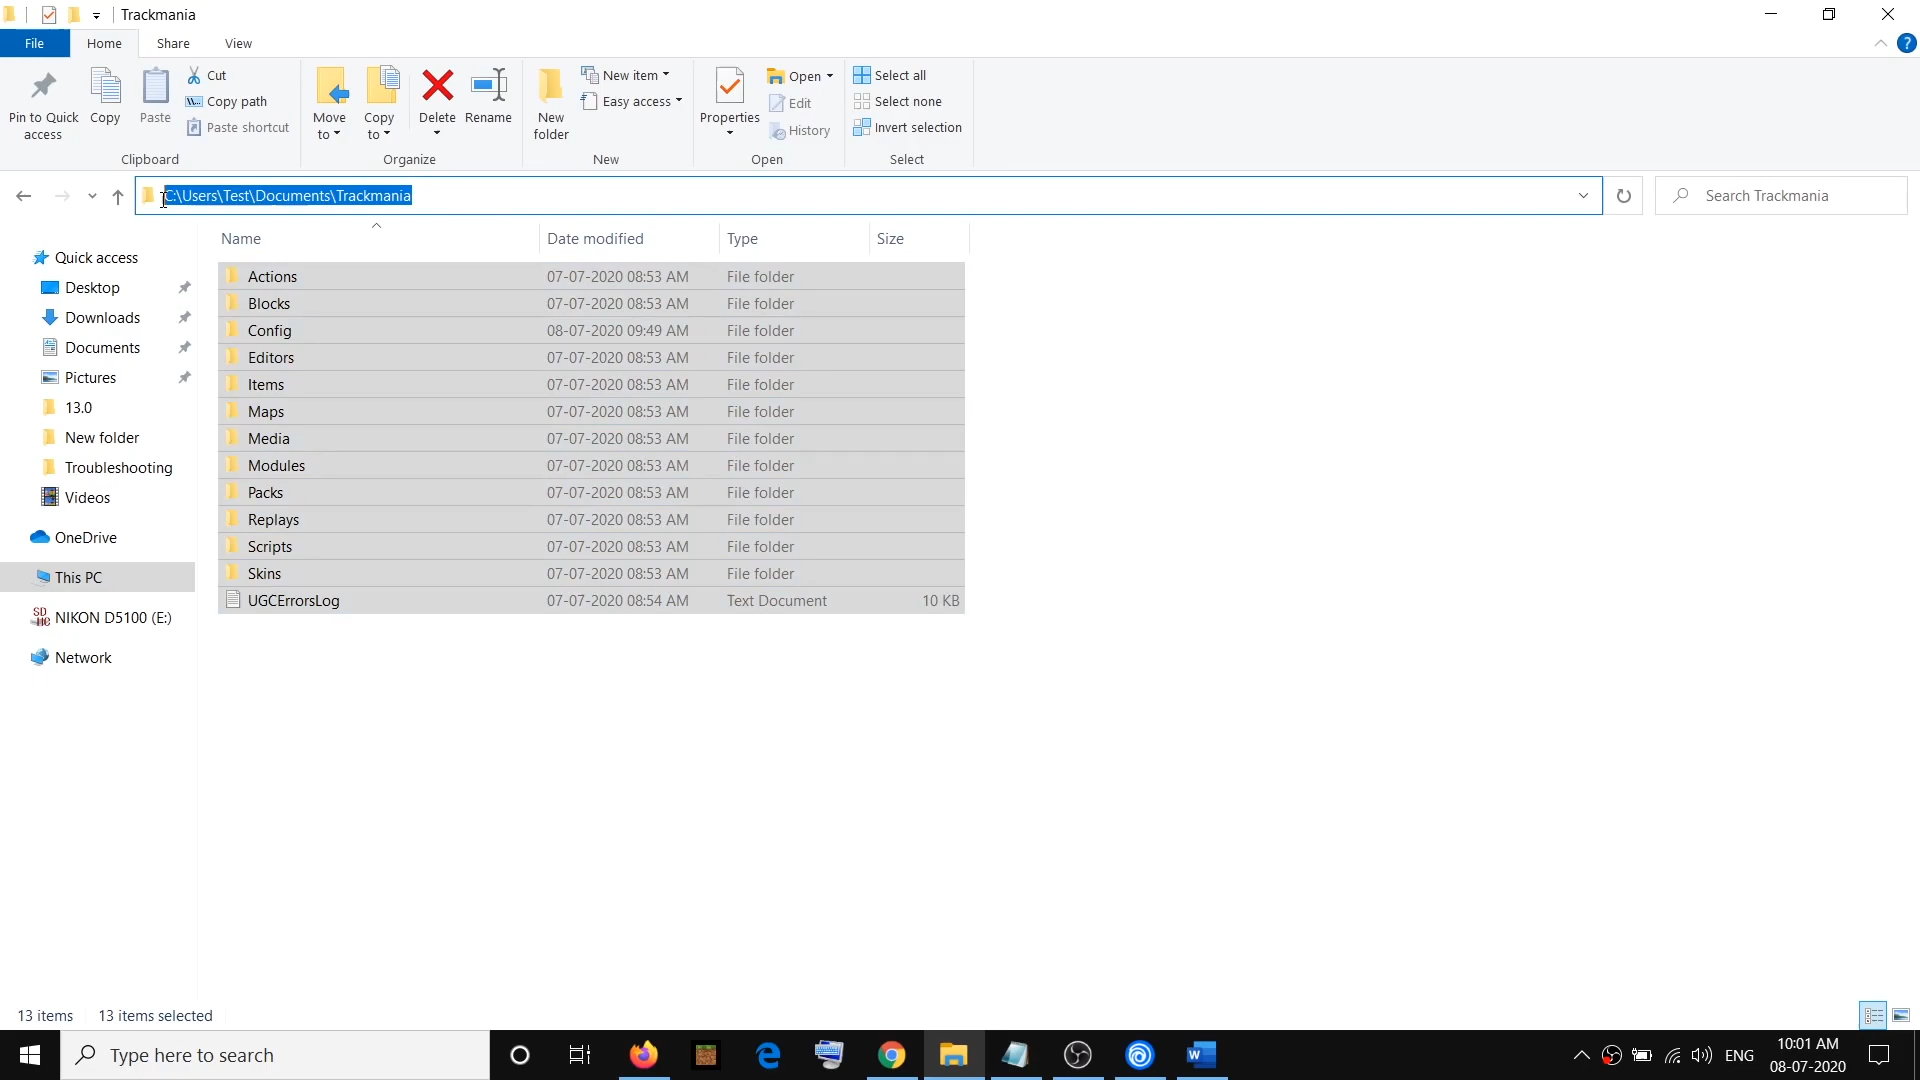 Trackmania
File Home Share View
Pin to Quick access
Copy
Paste
Cut
Copy path
Paste shortcut
Clipboard
Move to
Copy to
Delete
Rename
Organize
New folder
New item
Easy access
New
Properties
Open
Edit
History
Open
Select all
Select none
Invert selection
Select
C:\Users\Test\Documents\Trackmania
Search Trackmania
Quick access
Desktop
Downloads
Documents
Pictures
13.0
New folder
Troubleshooting
Videos
OneDrive
This PC
NIKON D5100 (E:)
Network
Name Date modified Type Size
Actions 07-07-2020 08:53 AM File folder
Blocks 07-07-2020 08:53 AM File folder
Config 08-07-2020 09:49 AM File folder
Editors 07-07-2020 08:53 AM File folder
Items 07-07-2020 08:53 AM File folder
Maps 07-07-2020 08:53 AM File folder
Media 07-07-2020 08:53 AM File folder
Modules 07-07-2020 08:53 AM File folder
Packs 07-07-2020 08:53 AM File folder
Replays 07-07-2020 08:53 AM File folder
Scripts 07-07-2020 08:53 AM File folder
Skins 07-07-2020 08:53 AM File folder
UGCErrorsLog 07-07-2020 08:54 AM Text Document 10 KB
13 items 13 items selected
Type here to search
ENG
10:01 AM
08-07-2020